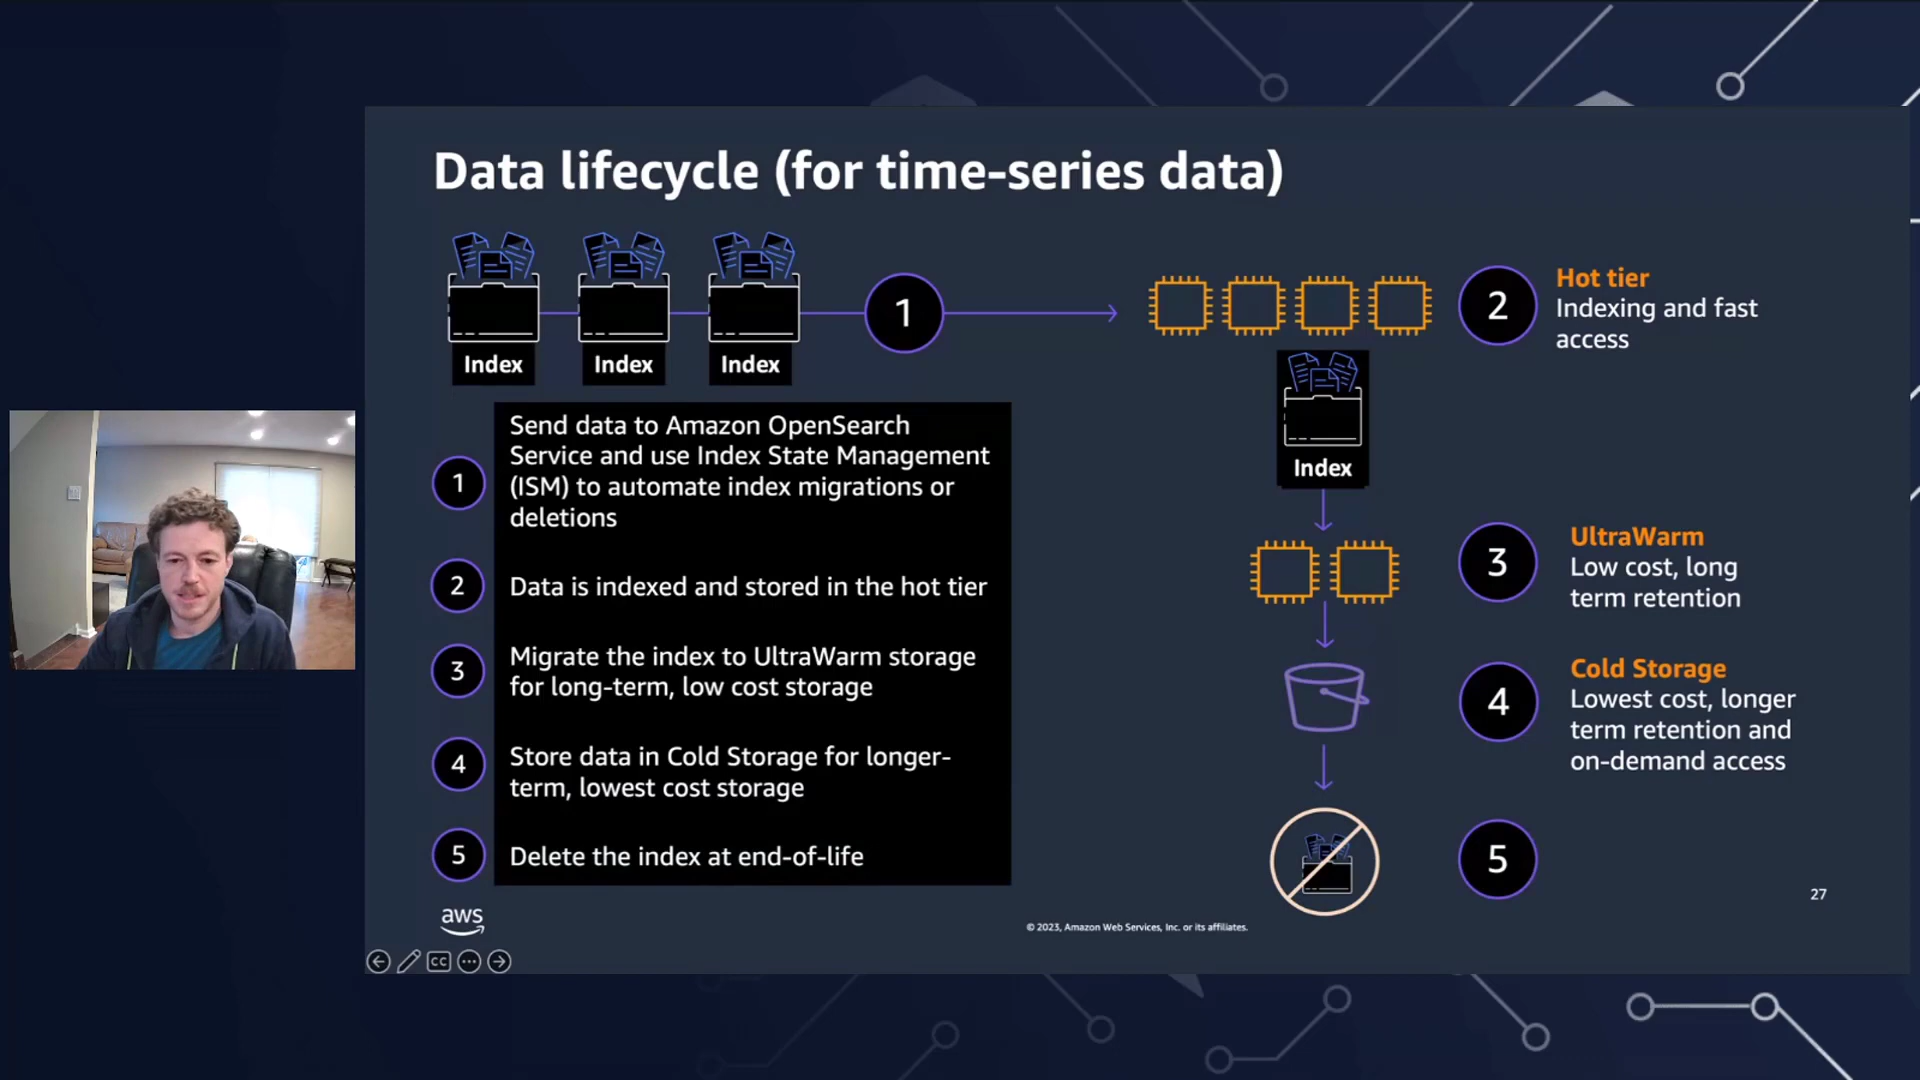 Data lifecycle (for time-series data)
Index
Index
Index
1
2
Hot tier
Indexing and fast
access
Index
1
Send data to Amazon OpenSearch
Service and use Index State Management
(ISM) to automate index migrations or
deletions
2
Data is indexed and stored in the hot tier
3
Migrate the index to UltraWarm storage
for long-term, low cost storage
4
Store data in Cold Storage for longer-
term, lowest cost storage
5
Delete the index at end-of-life
3
UltraWarm
Low cost, long
term retention
4
Cold Storage
Lowest cost, longer
term retention and
on-demand access
5
27
aws
© 2023, Amazon Web Services, Inc. or its affiliates.
CC